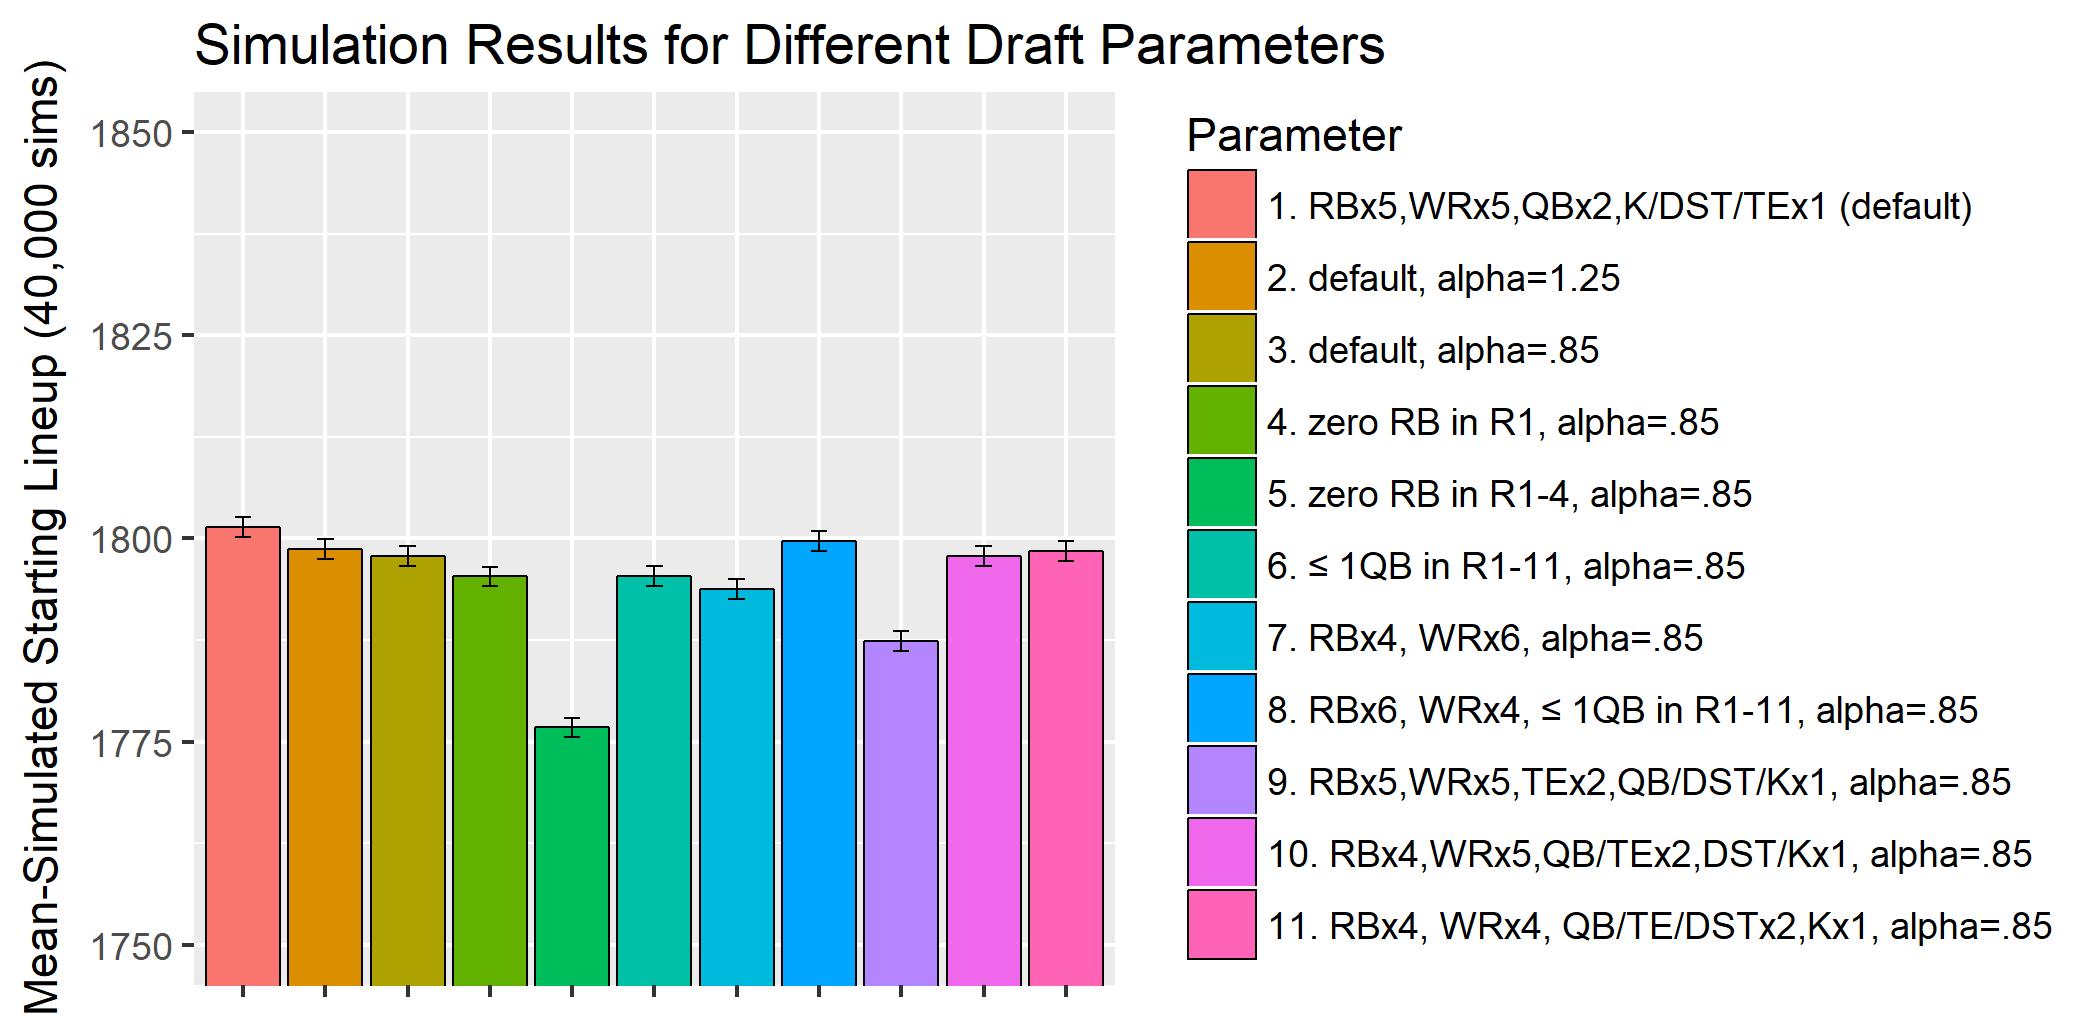 Simulation Results for Different Draft Parameters
Mean-Simulated Starting Lineup (40,000 sims)
1850
1825
1800
1775
1750
Parameter
1. RBx5,WRx5,QBx2,K/DST/TEx1 (default)
2. default, alpha=1.25
3. default, alpha=.85
4. zero RB in R1, alpha=.85
5. zero RB in R1-4, alpha=.85
6. ≤ 1QB in R1-11, alpha=.85
7. RBx4, WRx6, alpha=.85
8. RBx6, WRx4, ≤ 1QB in R1-11, alpha=.85
9. RBx5,WRx5,TEx2,QB/DST/Kx1, alpha=.85
10. RBx4,WRx5,QB/TEx2,DST/Kx1, alpha=.85
11. RBx4, WRx4, QB/TE/DSTx2,Kx1, alpha=.85